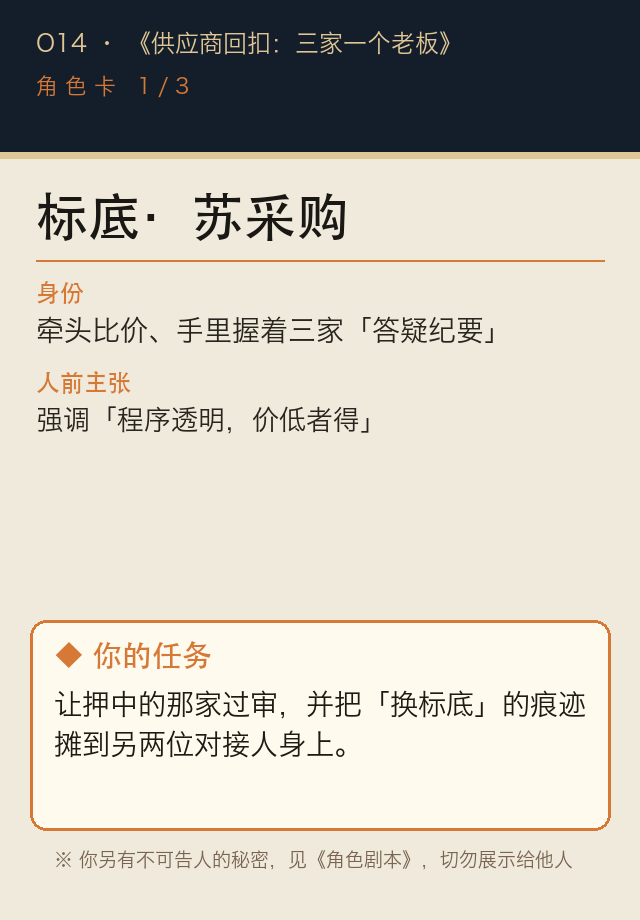 014 · 《供应商回扣：三家一个老板》
角色卡 1/3
标底· 苏采购
身份
牵头比价、手里握着三家「答疑纪要」
人前主张
强调「程序透明，价低者得」
◆ 你的任务
让押中的那家过审，并把「换标底」的痕迹
摊到另两位对接人身上。
※ 你另有不可告人的秘密，见《角色剧本》，切勿展示给他人